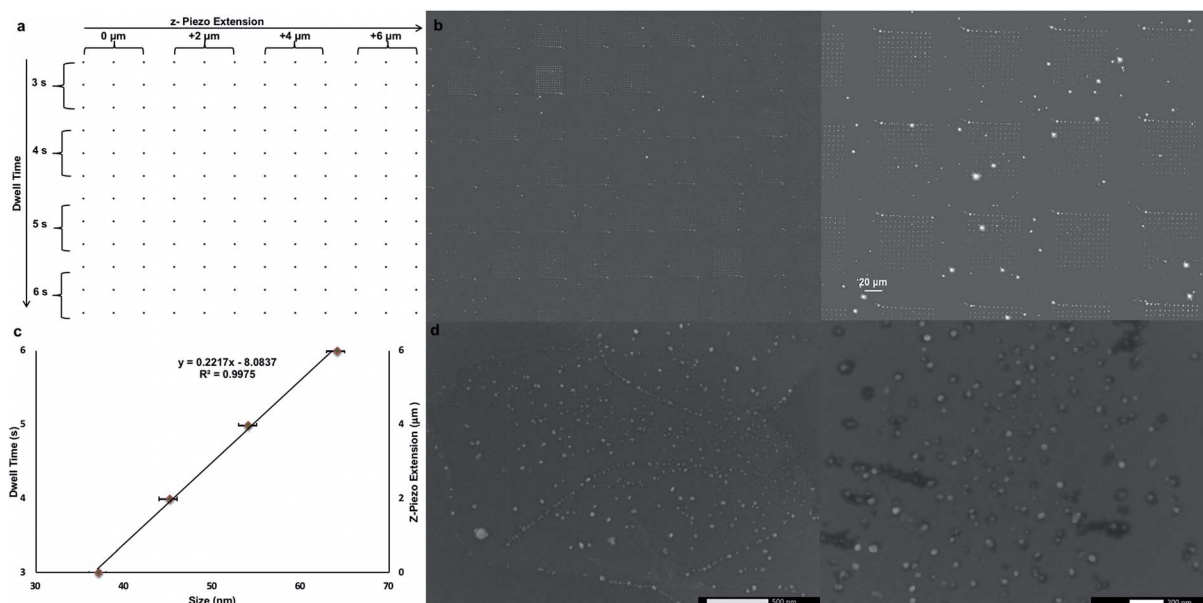 a
z- Piezo Extension
0 µm
+2 µm
+4 µm
+6 µm
Dwell Time
3 s
4 s
5 s
6 s
b
20 µm
c
y = 0.2217x - 8.0837
R² = 0.9975
Dwell Time (s)
6
5
4
3
Z-Piezo Extension (µm )
6
4
2
0
30
40
50
60
70
Size (nm)
d
500 nm
200 nm